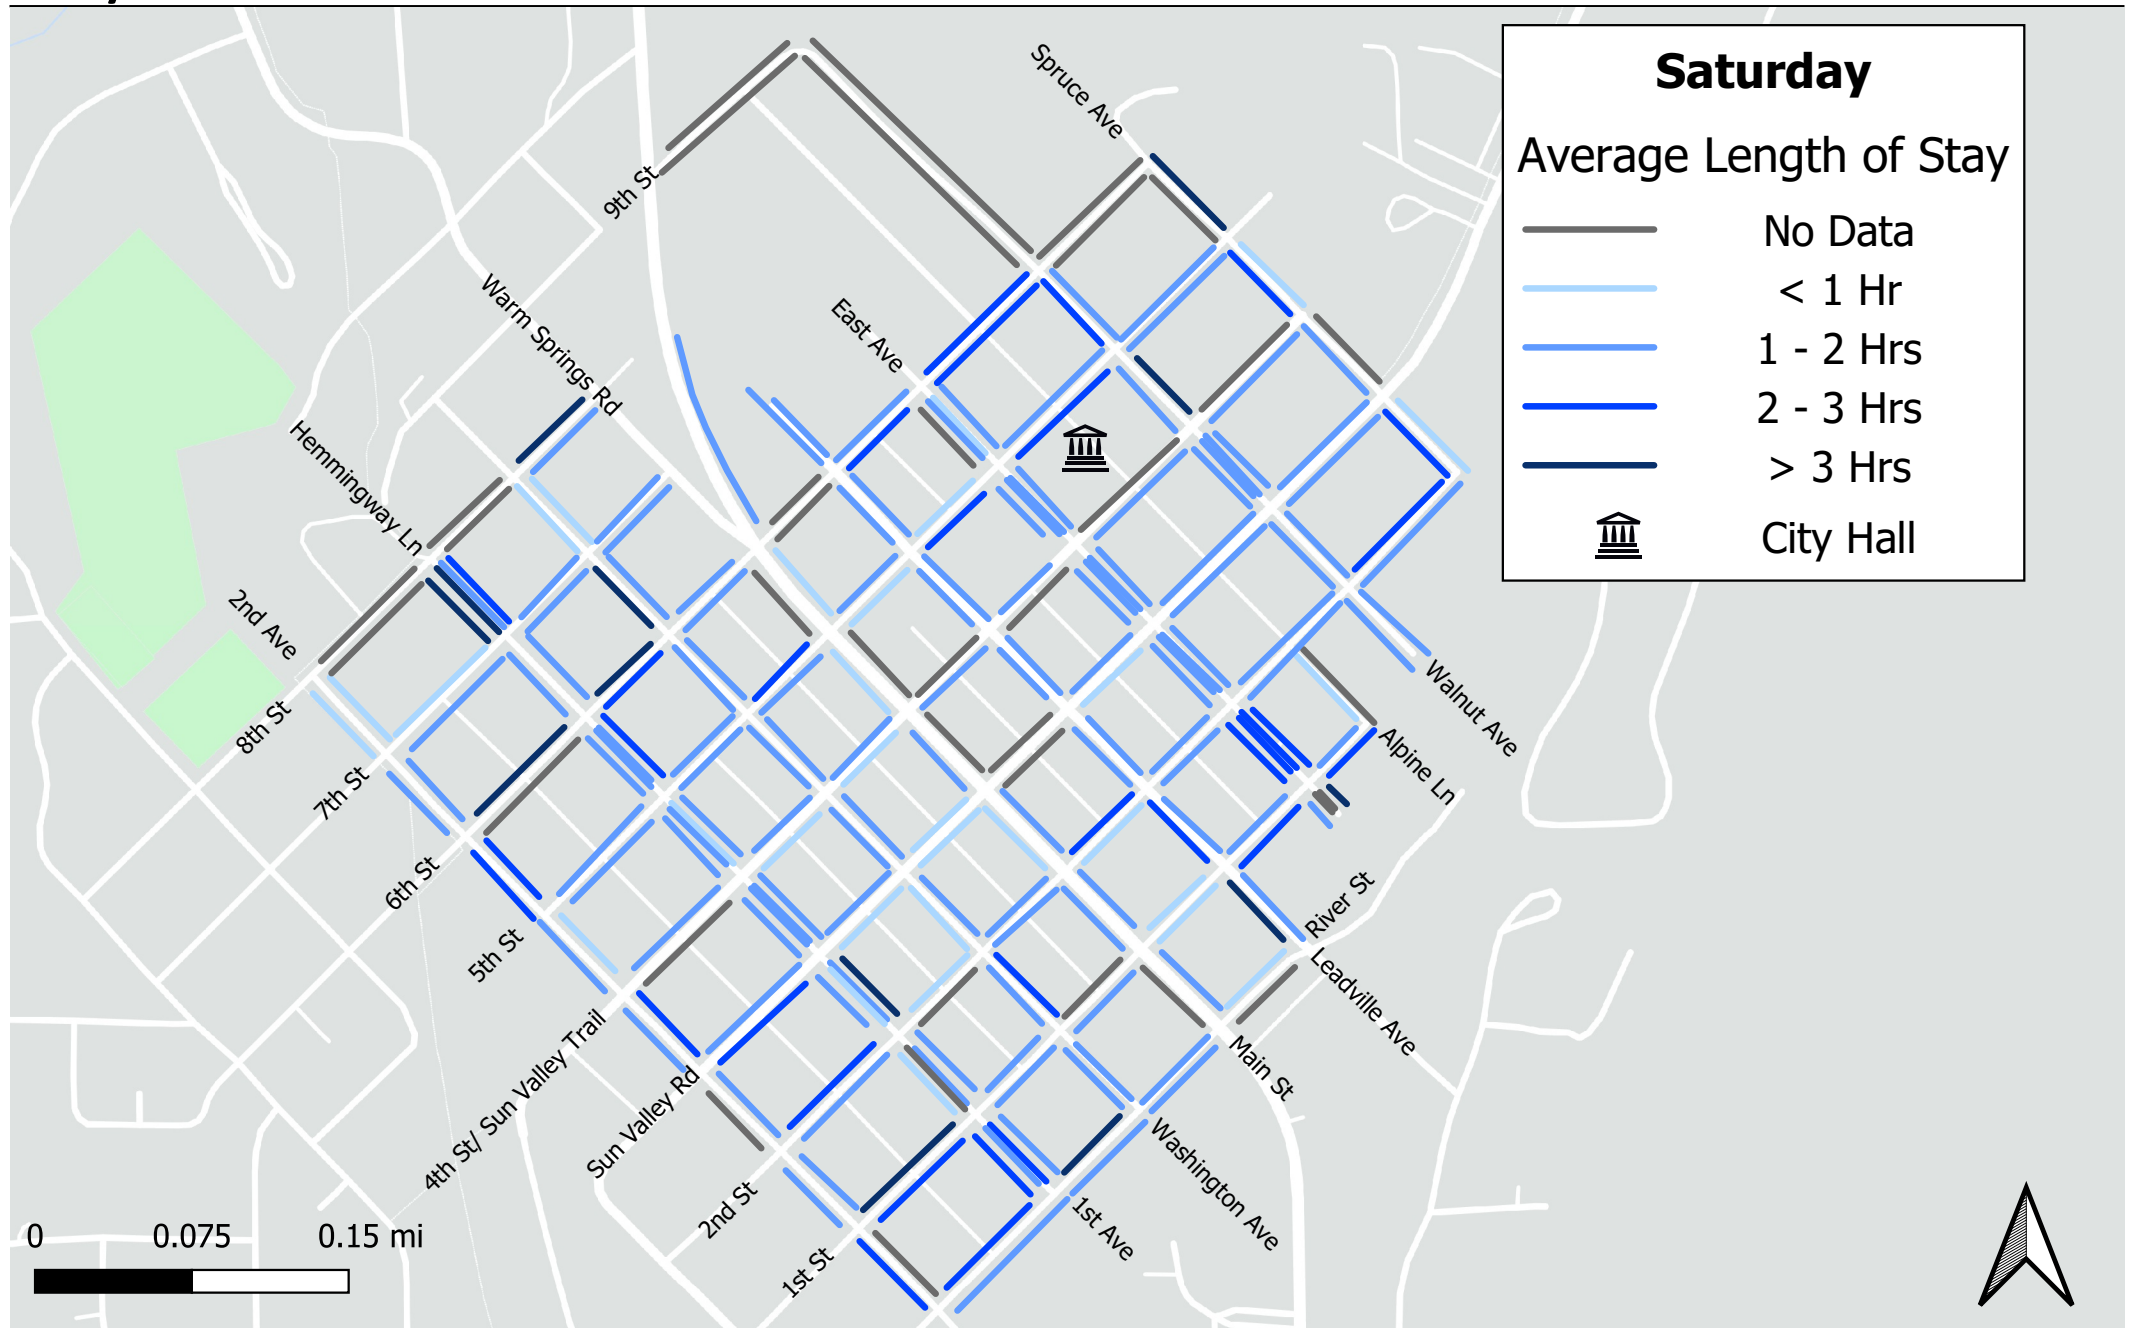 Saturday
Average Length of Stay
No Data
< 1 Hr
1 - 2 Hrs
2 - 3 Hrs
> 3 Hrs
City Hall
Spruce Ave
9th St
East Ave
Warm Springs Rd
Hemmingway Ln
2nd Ave
8th St
7th St
6th St
5th St
4th St/ Sun Valley Trail
Sun Valley Rd
2nd St
1st St
Walnut Ave
Alpine Ln
River St
Leadville Ave
Main St
Washington Ave
1st Ave
0 0.075 0.15 mi